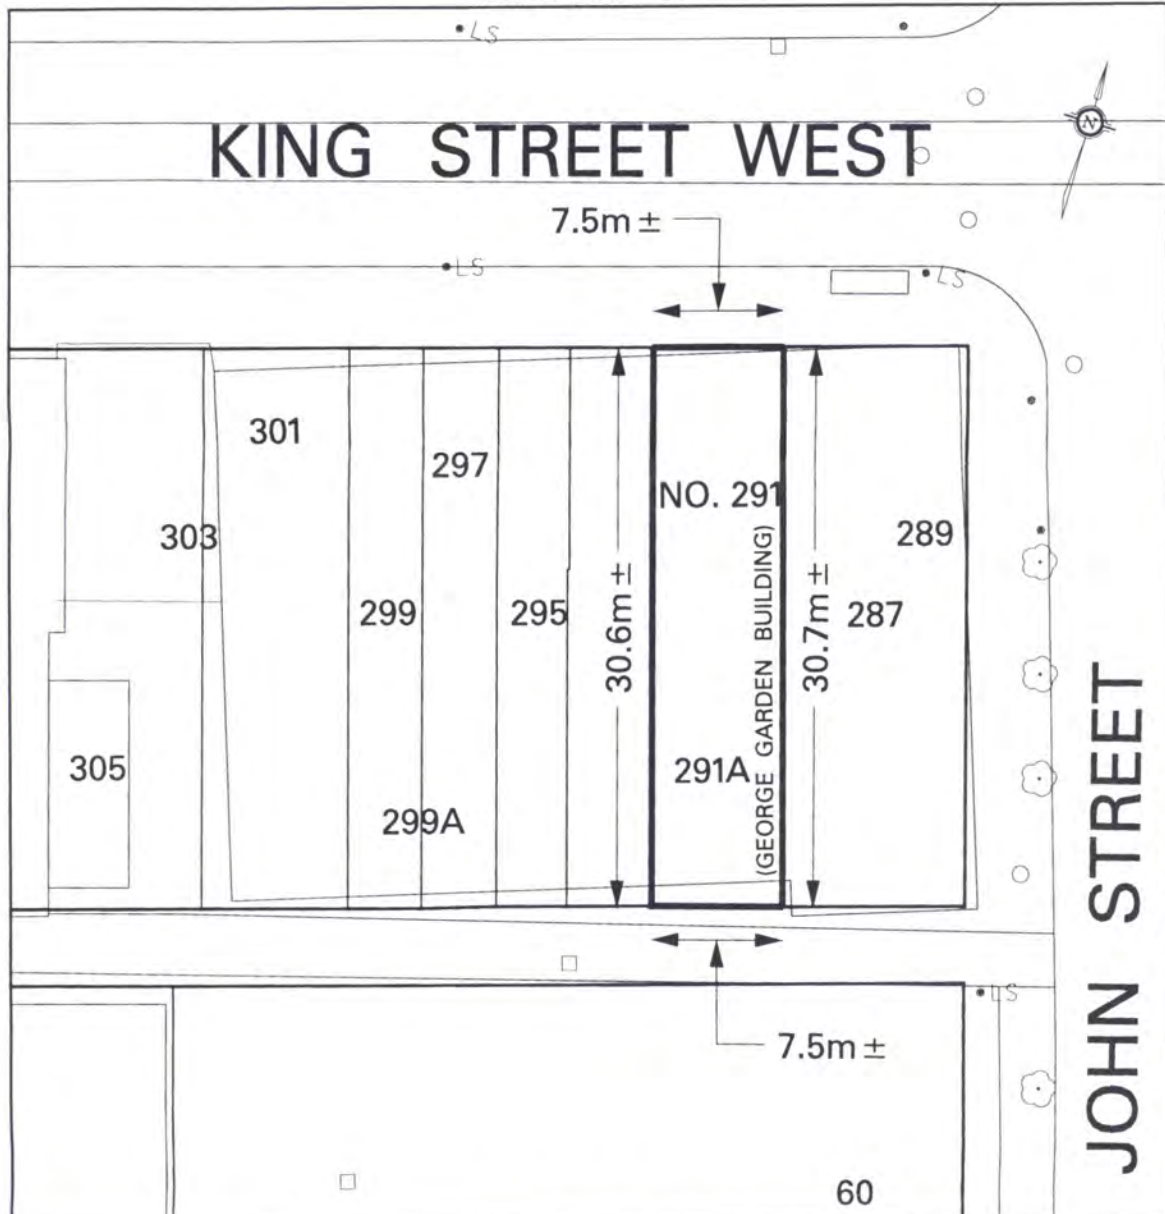 LS
KING STREET WEST
N
7.5m ±
LS
LS
301
297
NO. 291
303
289
299
295
30.6m ±
(GEORGE GARDEN BUILDING)
30.7m ±
287
305
291A
299A
JOHN STREET
LS
7.5m ±
60